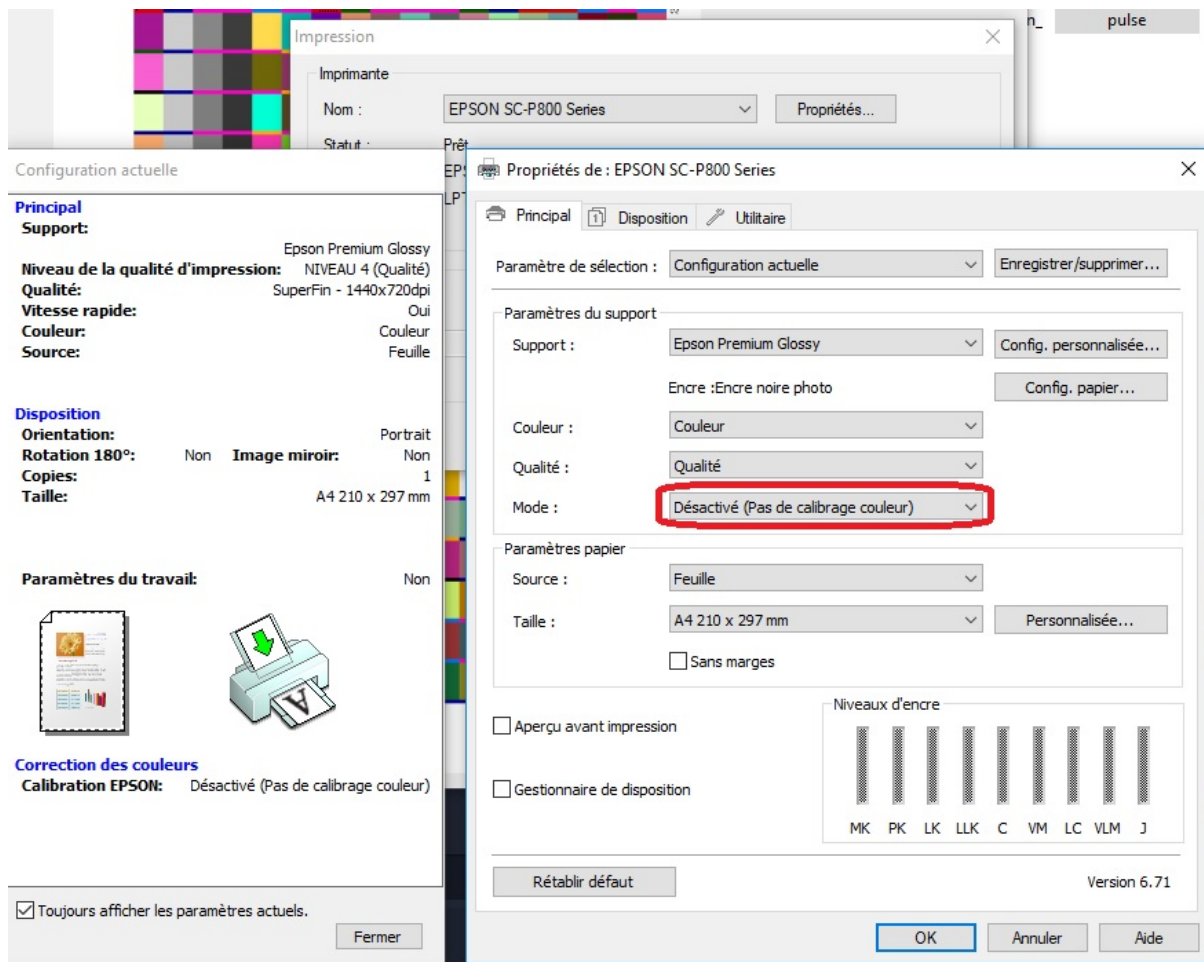 n_ pulse
Impression
Imprimante
Nom : EPSON SC-P800 Series Propriétés...
Statut : Prêt
EPS
LPT
Configuration actuelle
Principal
Support:
Epson Premium Glossy
Niveau de la qualité d'impression: NIVEAU 4 (Qualité)
Qualité: SuperFin - 1440x720dpi
Vitesse rapide: Oui
Couleur: Couleur
Source: Feuille
Disposition
Orientation: Portrait
Rotation 180°: Non Image miroir: Non
Copies: 1
Taille: A4 210 x 297 mm
Paramètres du travail: Non
Correction des couleurs
Calibration EPSON: Désactivé (Pas de calibrage couleur)
Toujours afficher les paramètres actuels.
Fermer
Propriétés de : EPSON SC-P800 Series
Principal Disposition Utilitaire
Paramètre de sélection : Configuration actuelle Enregistrer/supprimer...
Paramètres du support
Support : Epson Premium Glossy Config. personnalisée...
Encre :Encre noire photo Config. papier...
Couleur : Couleur
Qualité : Qualité
Mode : Désactivé (Pas de calibrage couleur)
Paramètres papier
Source : Feuille
Taille : A4 210 x 297 mm Personnalisée...
Sans marges
Aperçu avant impression
Gestionnaire de disposition
Niveaux d'encre
MK PK LK LLK C VM LC VLM J
Rétablir défaut Version 6.71
OK Annuler Aide